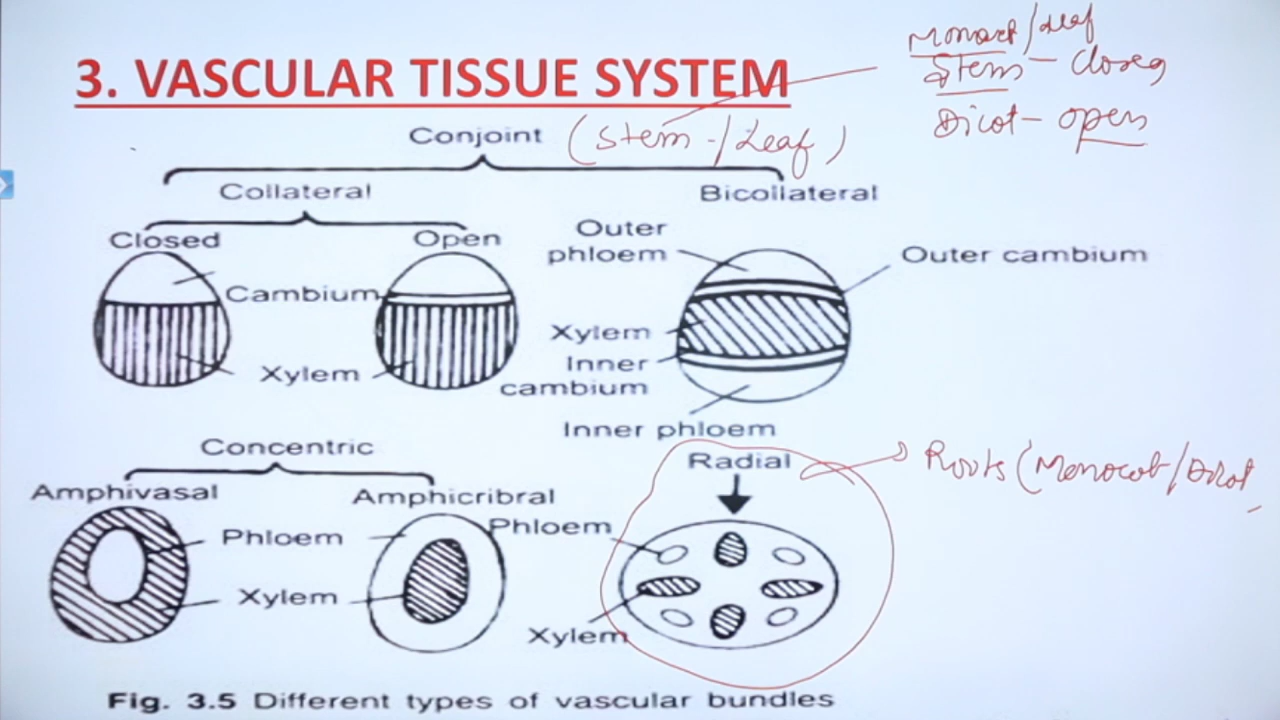 3. VASCULAR TISSUE SYSTEM
Monocot/Leaf
Stem - Closed
Dicot - open
Conjoint (Stem -/Leaf)
Collateral
Bicollateral
Closed
Open
Outer
phloem
Outer cambium
Cambium
Xylem
Xylem
Inner
cambium
Inner phloem
Concentric
Radial
Roots (Monocot/Dicot
Amphivasal
Amphicribral
Phloem
Phloem
Xylem
Xylem
Fig. 3.5 Different types of vascular bundles